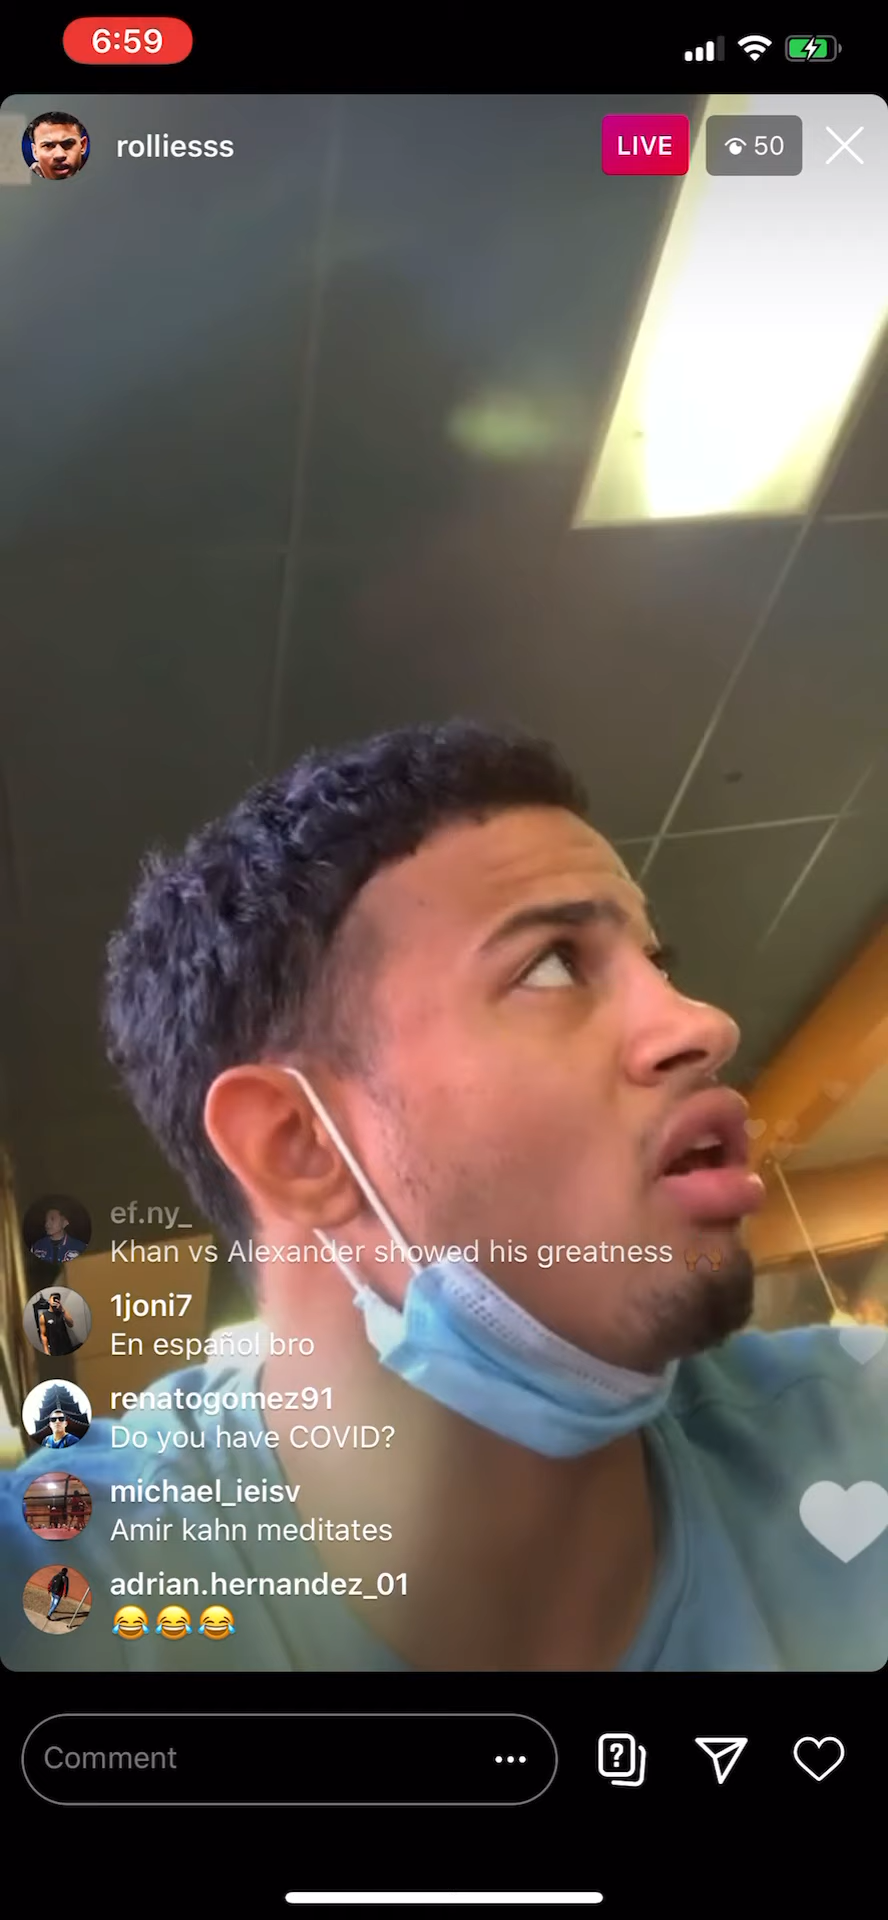 6:59
rolliesss
LIVE
50
ef.ny_
Khan vs Alexander showed his greatness 🙌🏾
1joni7
En español bro
renatogomez91
Do you have COVID?
michael_ieisv
Amir kahn meditates
adrian.hernandez_01
😂😂😂
Comment